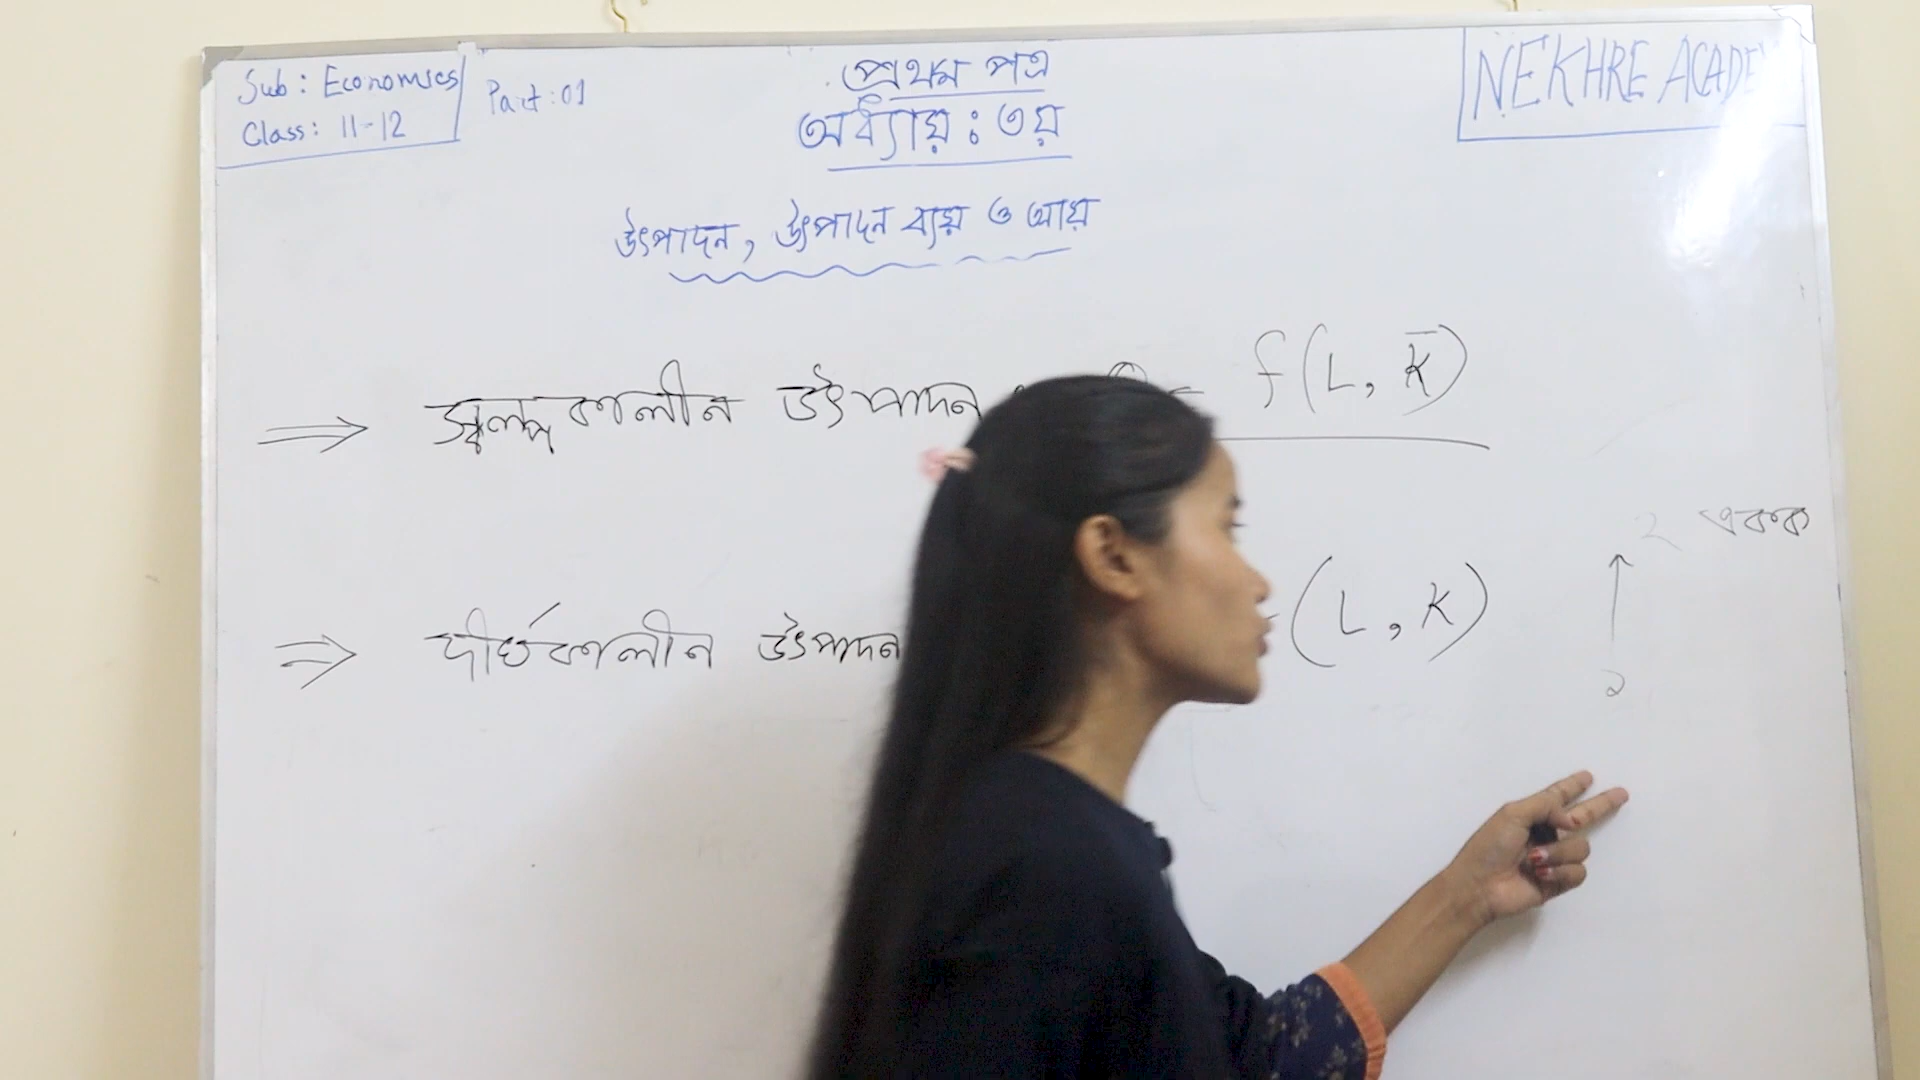 Sub: Economics
Class: 11-12
Part: 01
প্রথম পত্র
অধ্যায়ঃ ৩য়
NEKHRE ACADE
উৎপাদন, উৎপাদন ব্যয় ও আয়
⇒ স্বল্পকালীন উৎপাদন = f(L, K̅)
২ একক
↑
⇒ দীর্ঘকালীন উৎপাদন (L, K)